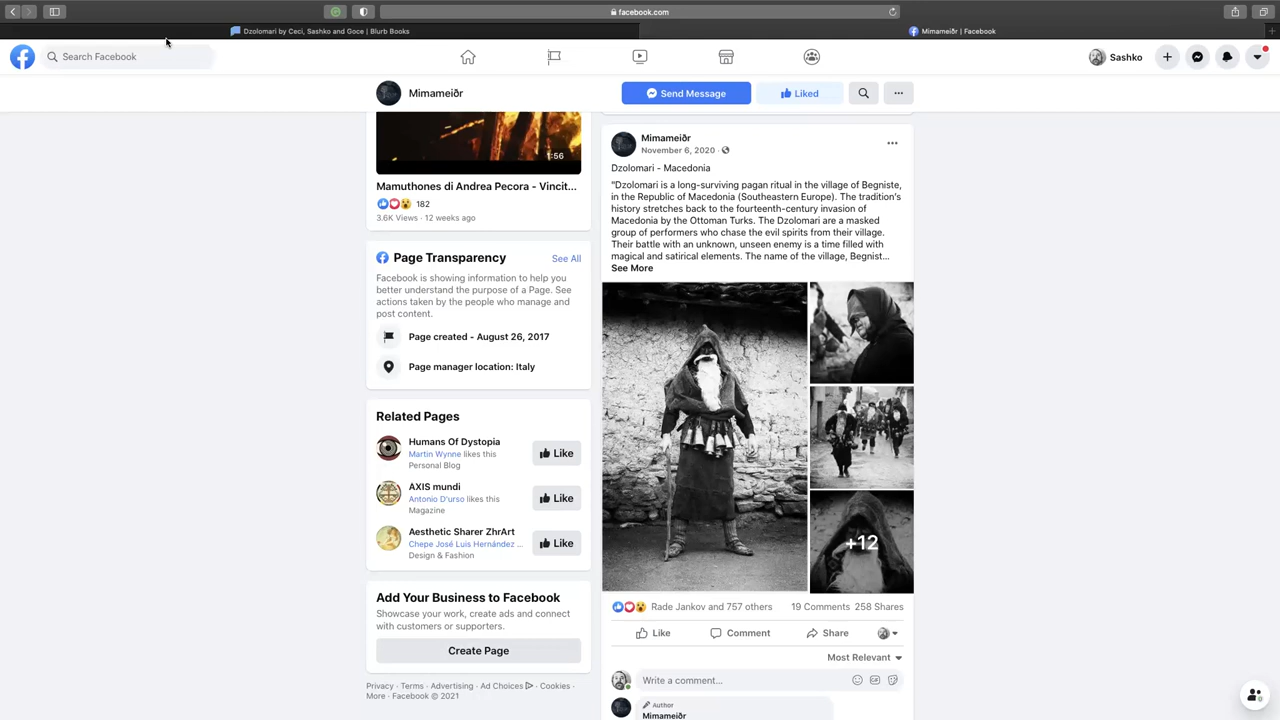 facebook.com
Dzolomari by Ceci, Sashko and Goce | Blurb Books
Mimameiðr | Facebook
Search Facebook
Sashko
Mimameiðr
Send Message
Liked
1:56
Mamuthones di Andrea Pecora - Vincit...
182
3.6K Views · 12 weeks ago
Page Transparency
See All
Facebook is showing information to help you
better understand the purpose of a Page. See
actions taken by the people who manage and
post content.
Page created - August 26, 2017
Page manager location: Italy
Related Pages
Humans Of Dystopia
Martin Wynne likes this
Personal Blog
Like
AXIS mundi
Antonio D'urso likes this
Magazine
Like
Aesthetic Sharer ZhrArt
Chepe José Luis Hernández ...
Design & Fashion
Like
Add Your Business to Facebook
Showcase your work, create ads and connect
with customers or supporters.
Create Page
Privacy · Terms · Advertising · Ad Choices · Cookies ·
More · Facebook © 2021
Mimameiðr
November 6, 2020 ·
Dzolomari - Macedonia
"Dzolomari is a long-surviving pagan ritual in the village of Begniste,
in the Republic of Macedonia (Southeastern Europe). The tradition's
history stretches back to the fourteenth-century invasion of
Macedonia by the Ottoman Turks. The Dzolomari are a masked
group of performers who chase the evil spirits from their village.
Their battle with an unknown, unseen enemy is a time filled with
magical and satirical elements. The name of the village, Begnist...
See More
+12
Rade Jankov and 757 others
19 Comments 258 Shares
Like
Comment
Share
Most Relevant
Write a comment...
GIF
Author
Mimameiðr